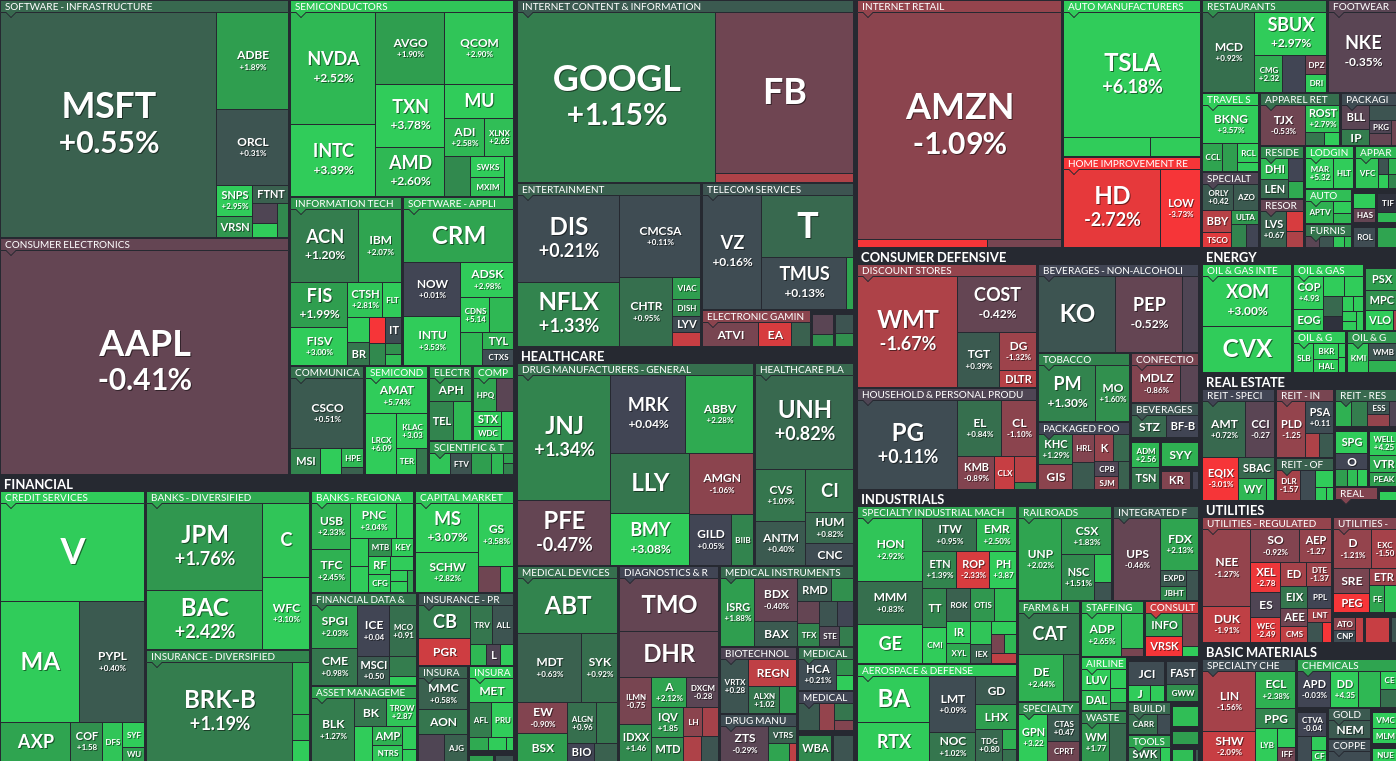 SOFTWARE - INFRASTRUCTURE
MSFT
+0.55%
ADBE
+1.89%
ORCL
+0.31%
SNPS
+2.95%
FTNT
VRSN
CONSUMER ELECTRONICS
AAPL
-0.41%
SEMICONDUCTORS
NVDA
+2.52%
AVGO
+1.90%
QCOM
+2.90%
INTC
+3.39%
TXN
+3.78%
MU
ADI
+2.58%
XLNX
+2.65
AMD
+2.60%
SWKS
MXIM
INFORMATION TECH
ACN
+1.20%
IBM
+2.07%
FIS
+1.99%
CTSH
+2.81%
FLT
FISV
+3.00%
IT
BR
SOFTWARE - APPLI
CRM
NOW
+0.01%
ADSK
+2.98%
INTU
+3.53%
CDNS
+5.14
TYL
CTXS
COMMUNICA
CSCO
+0.51%
MSI
HPE
SEMICOND
AMAT
+5.74%
LRCX
+6.09
KLAC
+3.03
TER
ELECTR
APH
TEL
COMP
HPQ
STX
WDC
SCIENTIFIC & T
FTV
INTERNET CONTENT & INFORMATION
GOOGL
+1.15%
FB
ENTERTAINMENT
DIS
+0.21%
CMCSA
+0.11%
NFLX
+1.33%
CHTR
+0.95%
VIAC
DISH
LYV
TELECOM SERVICES
VZ
+0.16%
T
TMUS
+0.13%
ELECTRONIC GAMIN
ATVI
EA
INTERNET RETAIL
AMZN
-1.09%
AUTO MANUFACTURERS
TSLA
+6.18%
HOME IMPROVEMENT RE
HD
-2.72%
LOW
-3.73%
RESTAURANTS
MCD
+0.92%
SBUX
+2.97%
CMG
+2.32
DPZ
DRI
FOOTWEAR
NKE
-0.35%
TRAVEL S
BKNG
+3.57%
CCL
RCL
APPAREL RET
TJX
-0.53%
ROST
+2.79%
PACKAGI
BLL
PKG
IP
RESIDE
DHI
LEN
LODGIN
MAR
+5.32
HLT
APPAR
VFC
SPECIALT
ORLY
+0.42
AZO
BBY
ULTA
TSCO
RESOR
LVS
+0.67
AUTO
APTV
FURNIS
TIF
HAS
ROL
HEALTHCARE
DRUG MANUFACTURERS - GENERAL
JNJ
+1.34%
MRK
+0.04%
ABBV
+2.28%
LLY
AMGN
-1.06%
PFE
-0.47%
BMY
+3.08%
GILD
+0.05%
BIIB
HEALTHCARE PLA
UNH
+0.82%
CVS
+1.09%
CI
ANTM
+0.40%
HUM
+0.82%
CNC
MEDICAL DEVICES
ABT
MDT
+0.63%
SYK
+0.92%
EW
-0.90%
ALGN
+0.96
BSX
BIO
DIAGNOSTICS & R
TMO
DHR
ILMN
-0.75
A
+2.12%
DXCM
-0.28
IDXX
+1.46
IQV
+1.85
LH
MTD
MEDICAL INSTRUMENTS
ISRG
+1.88%
BDX
-0.40%
RMD
BAX
TFX
STE
BIOTECHNOL
VRTX
+0.28
REGN
ALXN
+1.02
DRUG MANU
ZTS
-0.29%
VTRS
MEDICAL
HCA
+0.21%
MEDICAL
WBA
CONSUMER DEFENSIVE
DISCOUNT STORES
WMT
-1.67%
COST
-0.42%
TGT
+0.39%
DG
-1.32%
DLTR
BEVERAGES - NON-ALCOHOLI
KO
PEP
-0.52%
HOUSEHOLD & PERSONAL PRODU
PG
+0.11%
EL
+0.84%
CL
-1.10%
KMB
-0.89%
CLX
TOBACCO
PM
+1.30%
MO
+1.60%
CONFECTIO
MDLZ
-0.86%
BEVERAGES
STZ
BF-B
PACKAGED FOO
KHC
+1.29%
HRL
K
GIS
CPB
SJM
ADM
+2.56
SYY
TSN
KR
ENERGY
OIL & GAS INTE
XOM
+3.00%
CVX
OIL & GAS
COP
+4.93
EOG
PSX
MPC
VLO
OIL & G
SLB
BKR
HAL
OIL & G
KMI
WMB
REAL ESTATE
REIT - SPECI
AMT
+0.72%
CCI
-0.27
EQIX
-3.01%
SBAC
WY
REIT - IN
PLD
-1.25
PSA
+0.11
REIT - RES
ESS
SPG
WELL
+4.25
O
VTR
PEAK
REIT - OF
DLR
-1.57
REAL
FINANCIAL
CREDIT SERVICES
V
MA
PYPL
+0.40%
AXP
COF
+1.58
DFS
SYF
WU
BANKS - DIVERSIFIED
JPM
+1.76%
C
BAC
+2.42%
WFC
+3.10%
INSURANCE - DIVERSIFIED
BRK-B
+1.19%
BANKS - REGIONA
USB
+2.33%
PNC
+3.04%
TFC
+2.45%
MTB
KEY
RF
CFG
CAPITAL MARKET
MS
+3.07%
GS
+3.58%
SCHW
+2.82%
FINANCIAL DATA &
SPGI
+2.03%
ICE
+0.04
MCO
+0.91
CME
+0.98%
MSCI
+0.50
INSURANCE - PR
CB
TRV
ALL
PGR
L
ASSET MANAGEME
BLK
+1.27%
BK
TROW
+2.87
AMP
NTRS
INSURA
MMC
+0.58%
AON
AJG
INSURA
MET
AFL
PRU
INDUSTRIALS
SPECIALTY INDUSTRIAL MACH
HON
+2.92%
ITW
+0.95%
EMR
+2.50%
ETN
+1.39%
ROP
-2.33%
PH
+3.87
MMM
+0.83%
TT
ROK
OTIS
GE
CMI
IR
XYL
IEX
RAILROADS
UNP
+2.02%
CSX
+1.83%
NSC
+1.51%
INTEGRATED F
UPS
-0.46%
FDX
+2.13%
EXPD
JBHT
AEROSPACE & DEFENSE
BA
LMT
+0.09%
GD
LHX
RTX
NOC
+1.02%
TDG
+0.80
FARM & H
CAT
DE
+2.44%
STAFFING
ADP
+2.65%
CONSULT
INFO
VRSK
AIRLINE
LUV
DAL
JCI
FAST
J
GWW
SPECIALTY
GPN
+3.22
CTAS
+0.47
CPRT
WASTE
WM
+1.77
BUILDI
CARR
TOOLS
SWK
UTILITIES
UTILITIES - REGULATED
NEE
-1.27%
SO
-0.92%
AEP
-1.27
XEL
-2.78
ED
DTE
-1.37
ES
EIX
PPL
DUK
-1.91%
WEC
-2.49
AEE
LNT
CMS
ATO
CNP
UTILITIES -
D
-1.21%
EXC
-1.50
SRE
ETR
PEG
FE
BASIC MATERIALS
SPECIALTY CHE
LIN
-1.56%
ECL
+2.38%
PPG
SHW
-2.09%
LYB
IFF
CHEMICALS
APD
-0.03%
DD
+4.35
CE
CTVA
-0.04
CF
GOLD
NEM
COPPE
VMC
MLM
NUE